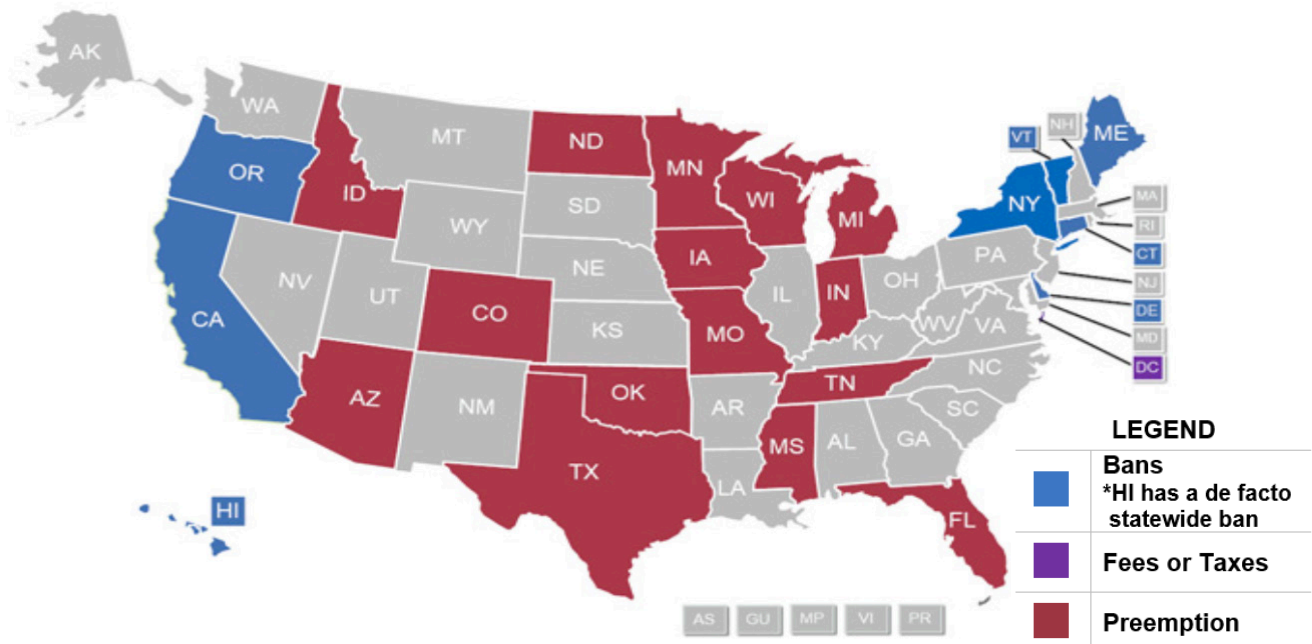 AK
WA
MT
ND
MN
VT
NH
ME
OR
ID
WY
SD
WI
MI
NY
MA
RI
CT
NJ
DE
MD
DC
NV
UT
CO
NE
IA
IL
IN
OH
PA
CA
KS
MO
KY
WV
VA
AZ
NM
OK
AR
TN
NC
SC
MS
AL
GA
TX
LA
FL
HI
AS
GU
MP
VI
PR
LEGEND
Bans
*HI has a de facto
statewide ban
Fees or Taxes
Preemption